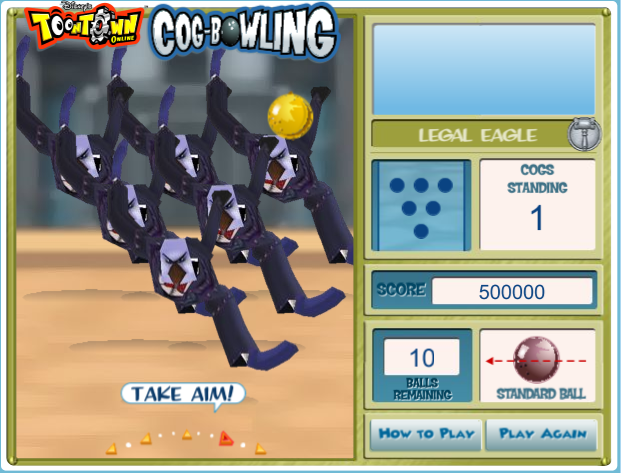 Disney's
TOONTOWN
ONLINE
COG-BOWLING
LEGAL EAGLE
COGS
STANDING
1
SCORE 500000
10
BALLS
REMAINING
STANDARD BALL
TAKE AIM!
HOW TO PLAY
PLAY AGAIN